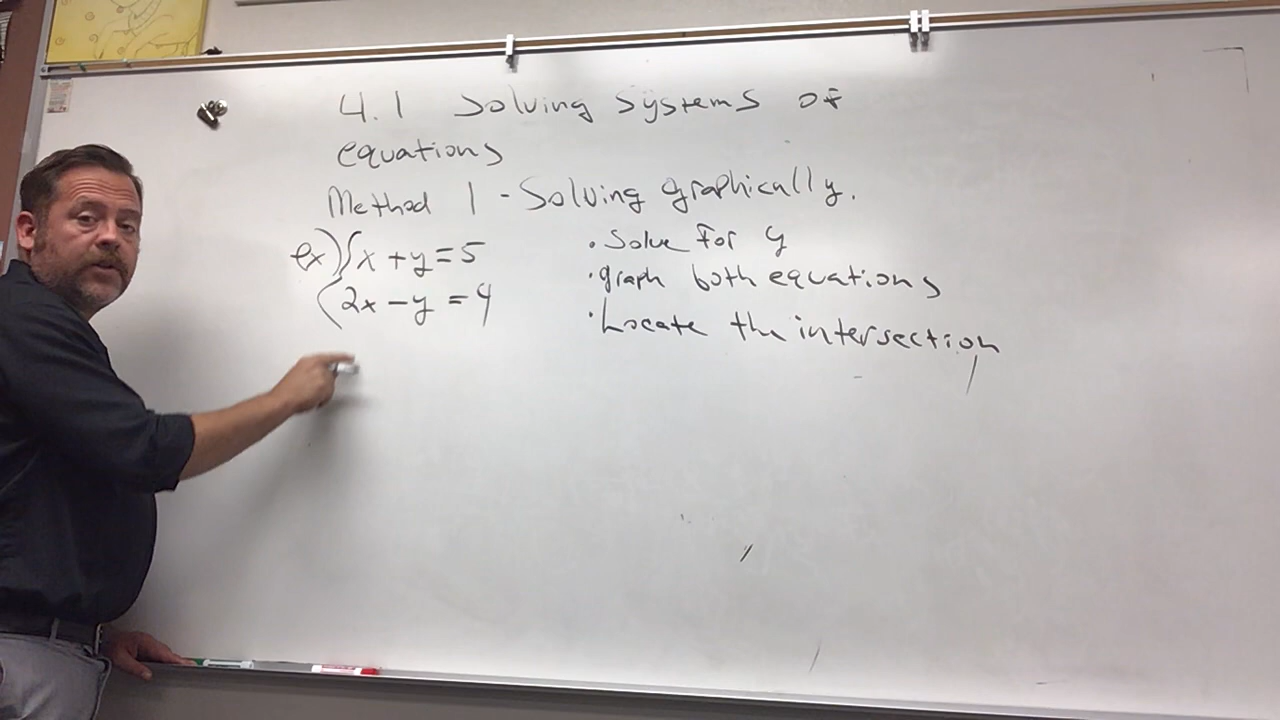 4.1 Solving systems of
equations
Method 1 - Solving graphically.
ex) { x + y = 5
2x - y = 4
• Solve for y
• graph both equations
• Locate the intersection